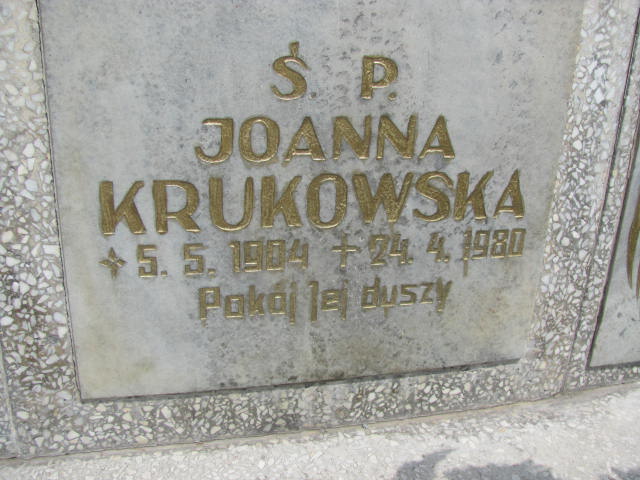 Ś. P.
JOANNA
KRUKOWSKA
✦ 5. 5. 1904 ✝ 24. 4. 1980
Pokój Jej duszy